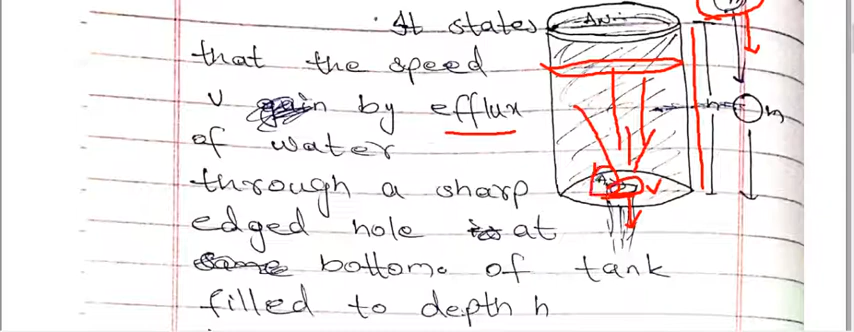 It states
that the speed
v by efflux
of water
through a sharp
edged hole at
bottom of tank
filled to depth h
A
h
m
v